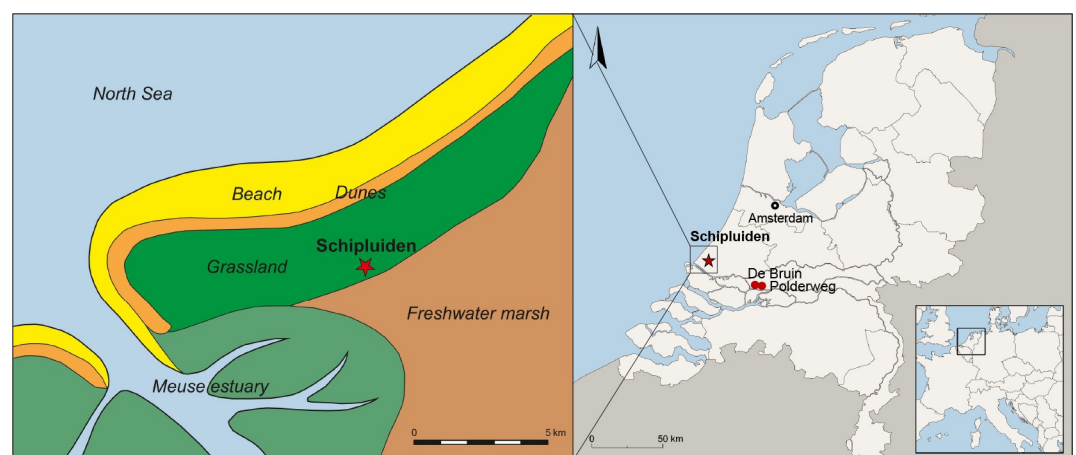 North Sea
Beach
Dunes
Schipluiden
Grassland
Freshwater marsh
Meuse estuary
0 5 km
Amsterdam
Schipluiden
De Bruin
Polderweg
0 50 km